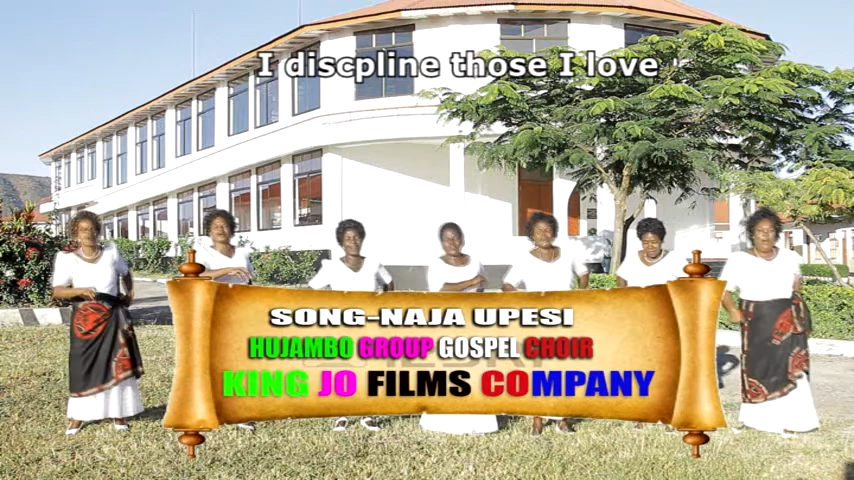 I discpline those I love
SONG-NAJA UPESI
HUJAMBO GROUP GOSPEL CHOIR
KING JO FILMS COMPANY